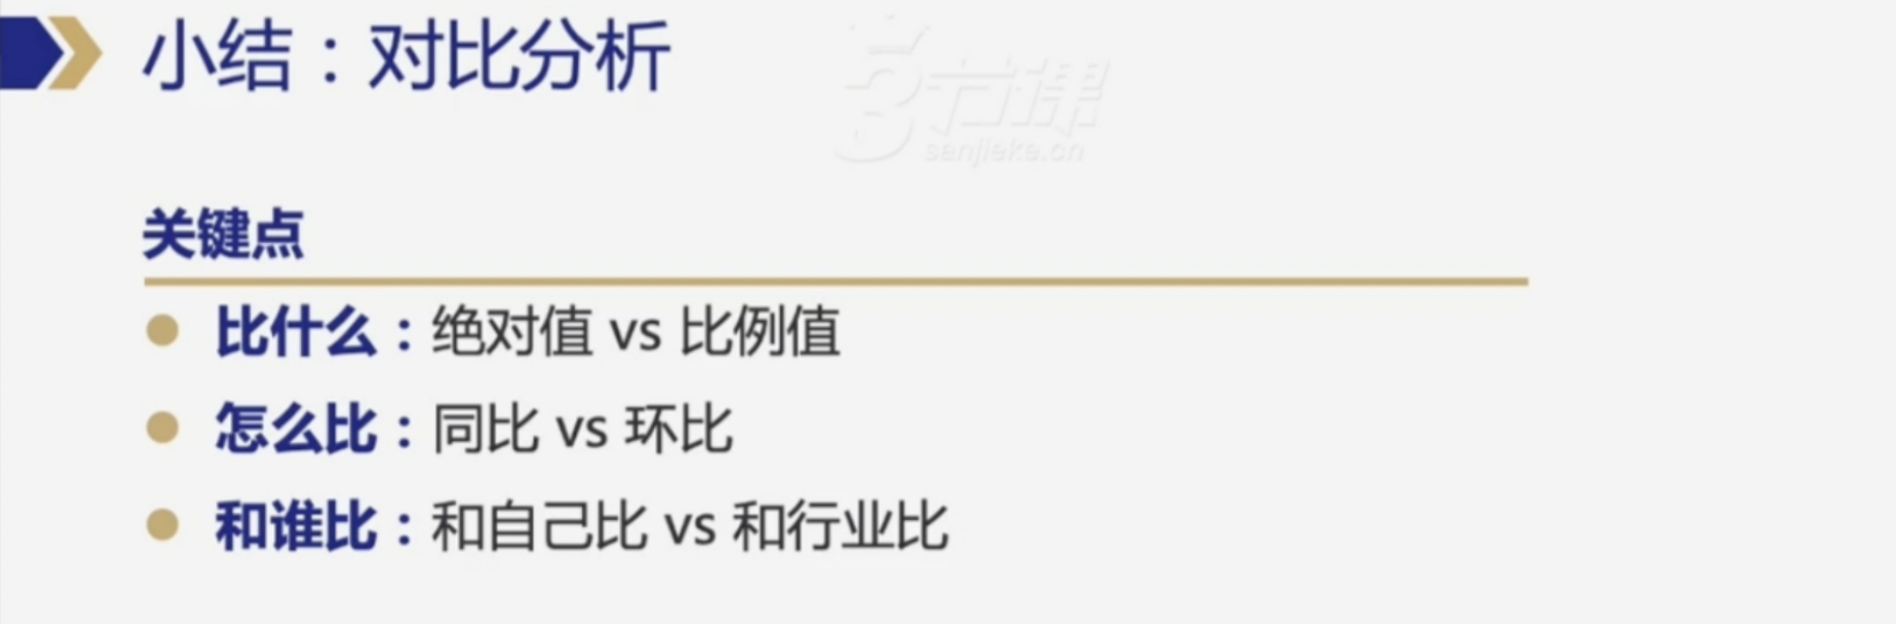 小结：对比分析
3节课
senjieke.cn
关键点
比什么：绝对值 vs 比例值
怎么比：同比 vs 环比
和谁比：和自己比 vs 和行业比